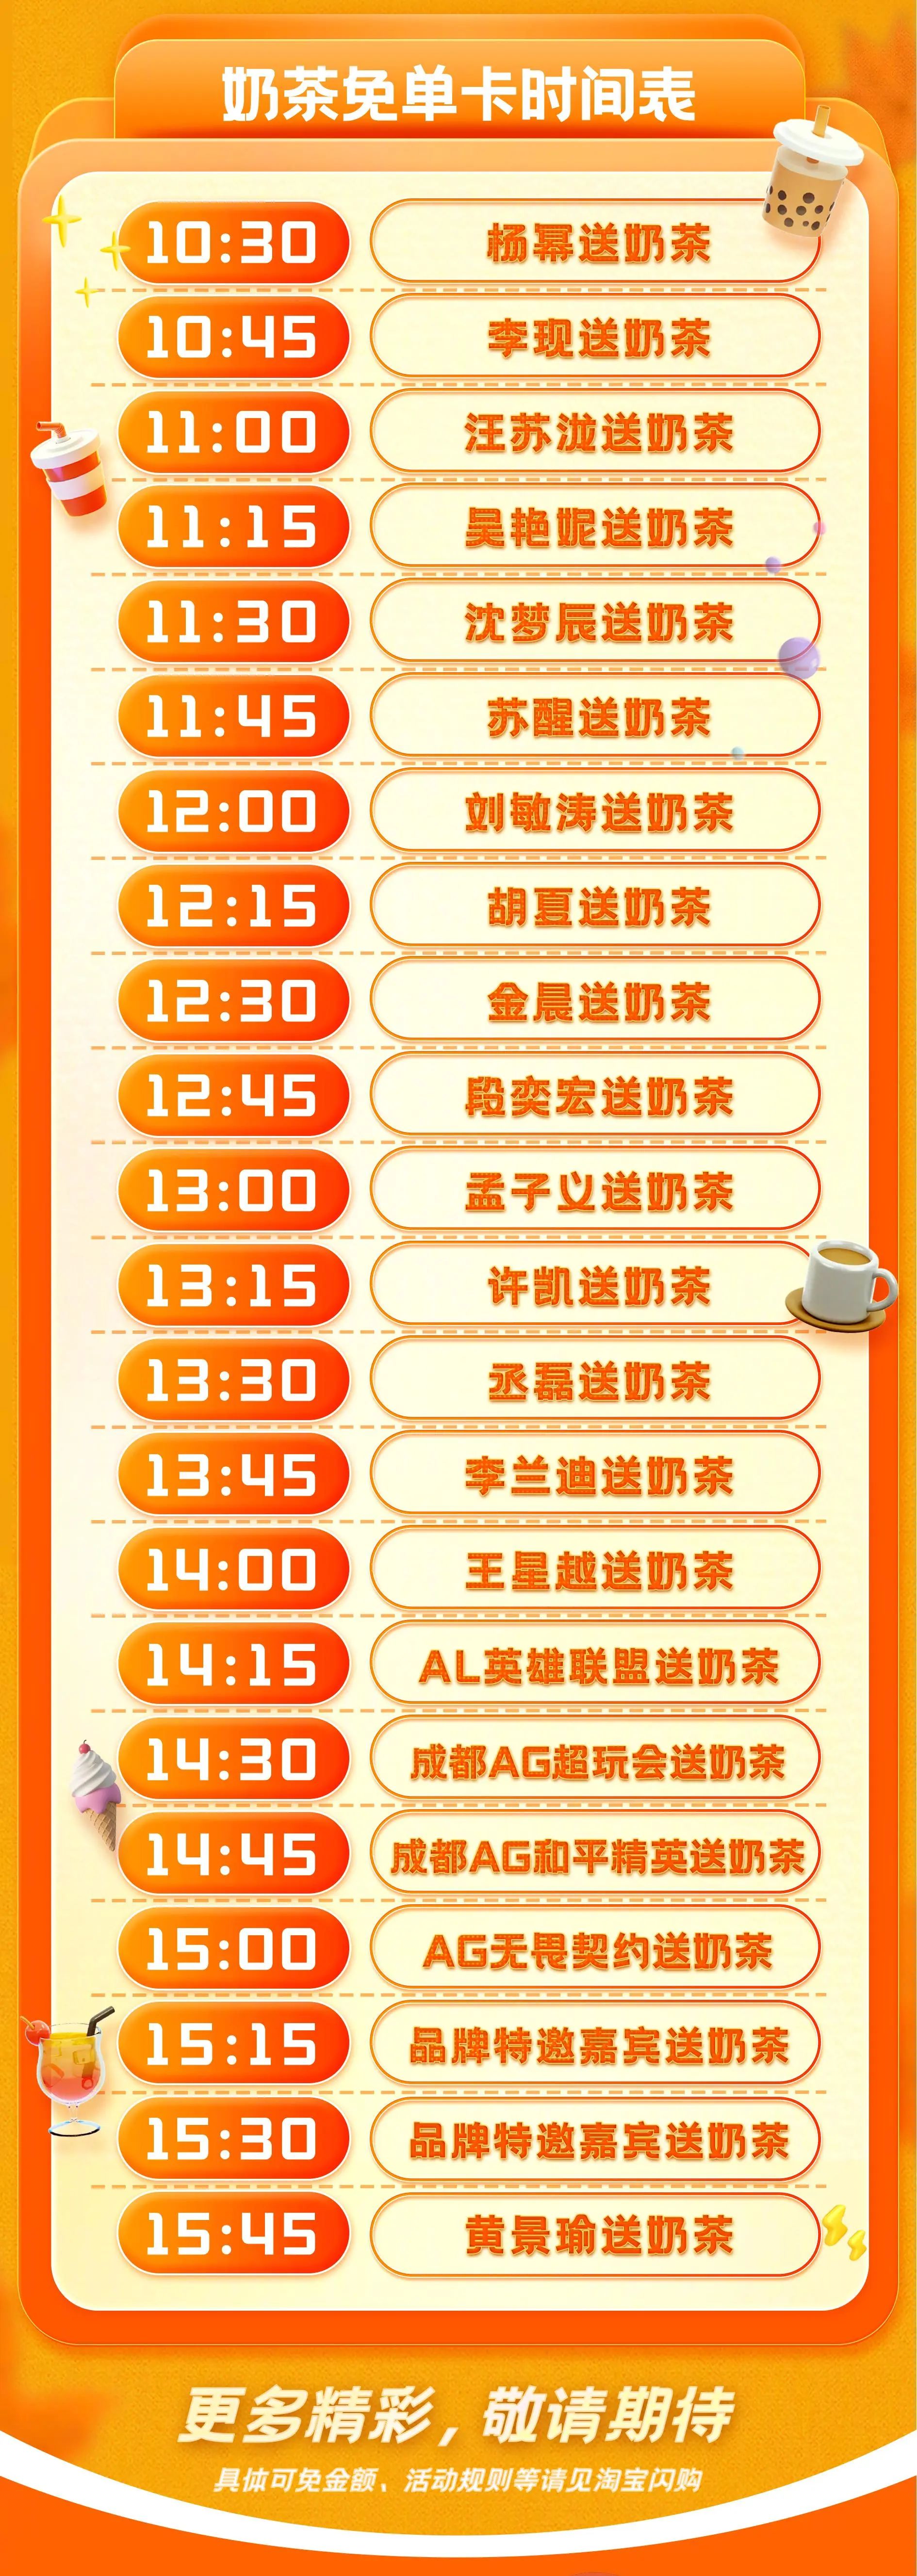 奶茶免单卡时间表
10:30 杨幂送奶茶
10:45 李现送奶茶
11:00 汪苏泷送奶茶
11:15 吴艳妮送奶茶
11:30 沈梦辰送奶茶
11:45 苏醒送奶茶
12:00 刘敏涛送奶茶
12:15 胡夏送奶茶
12:30 金晨送奶茶
12:45 段奕宏送奶茶
13:00 孟子义送奶茶
13:15 许凯送奶茶
13:30 丞磊送奶茶
13:45 李兰迪送奶茶
14:00 王星越送奶茶
14:15 AL英雄联盟送奶茶
14:30 成都AG超玩会送奶茶
14:45 成都AG和平精英送奶茶
15:00 AG无畏契约送奶茶
15:15 品牌特邀嘉宾送奶茶
15:30 品牌特邀嘉宾送奶茶
15:45 黄景瑜送奶茶
更多精彩，敬请期待
具体可免金额、活动规则等请见淘宝闪购